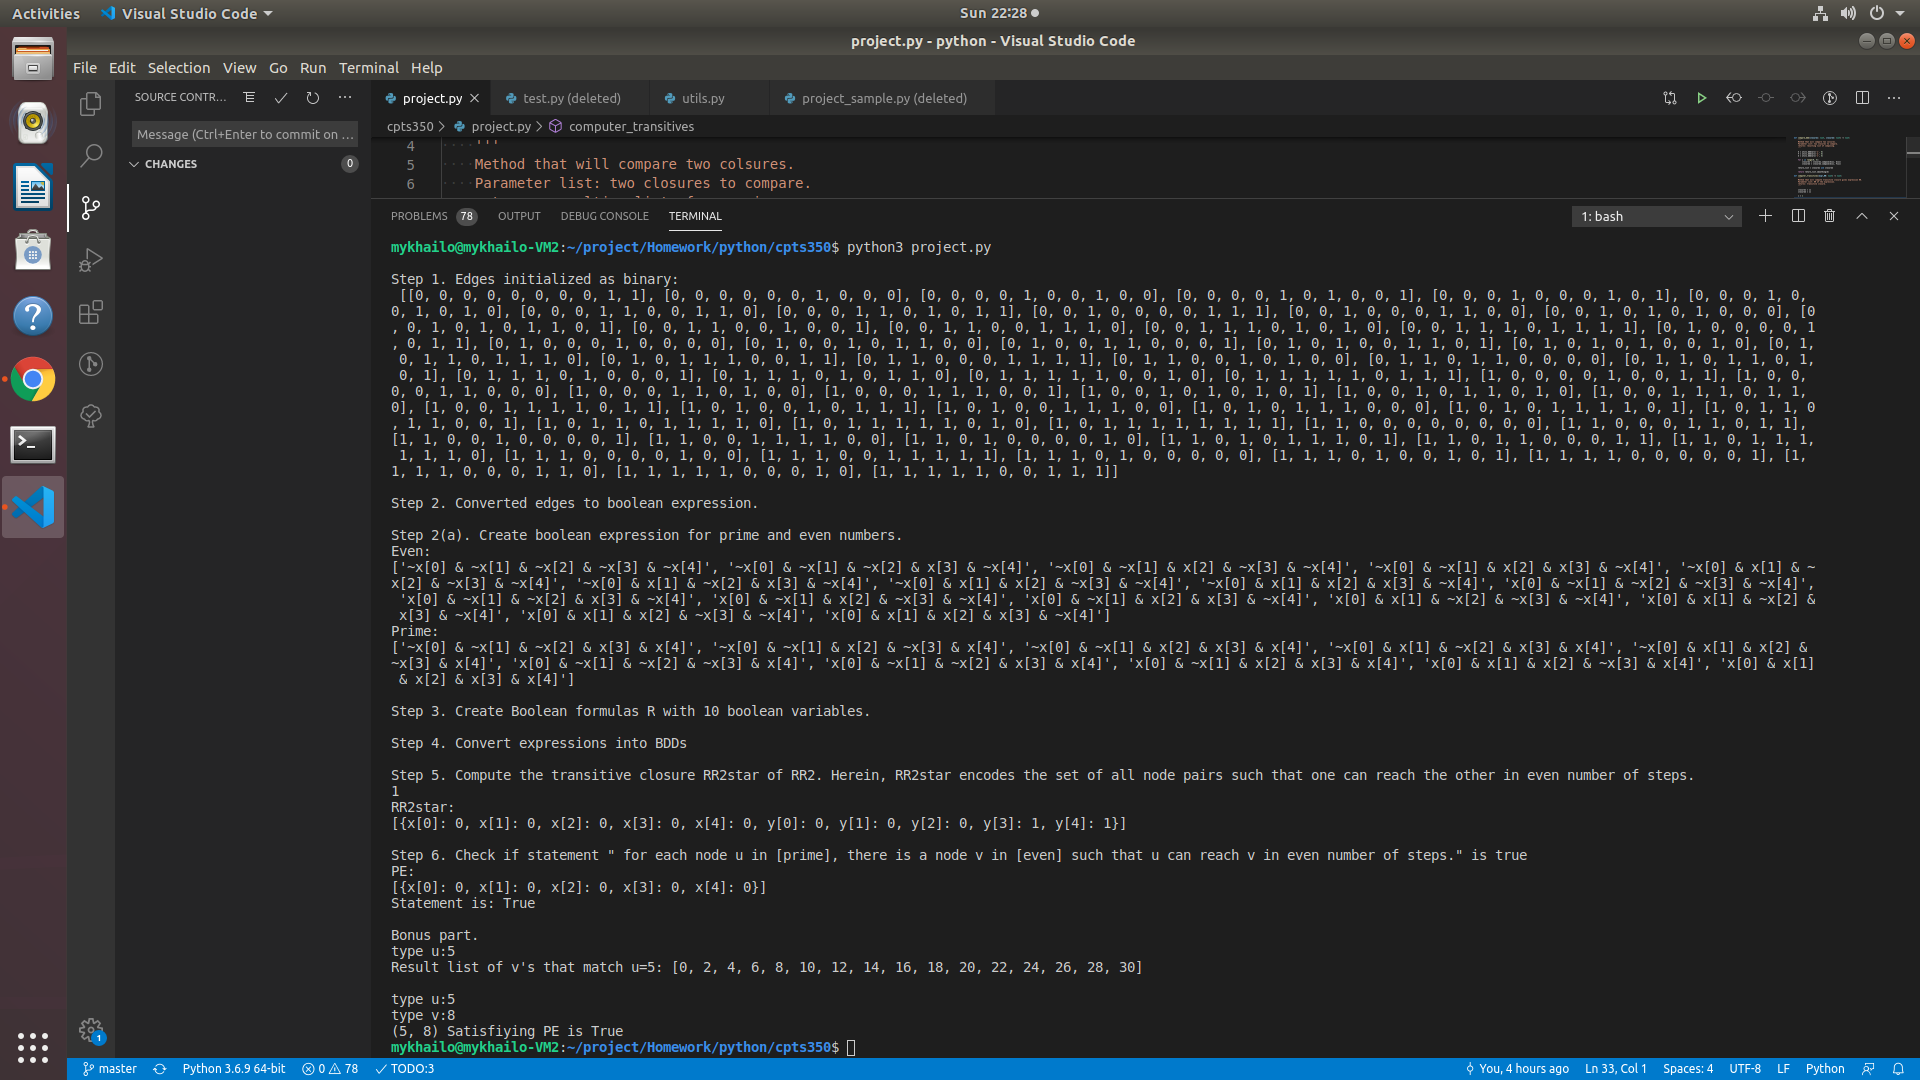 Activities
Visual Studio Code
Sun 22:28
project.py - python - Visual Studio Code
File Edit Selection View Go Run Terminal Help
SOURCE CONTR...
Message (Ctrl+Enter to commit on ...
CHANGES 0
project.py
test.py (deleted)
utils.py
project_sample.py (deleted)
cpts350 > project.py > computer_transitives
4 '''
5 Method that will compare two colsures.
6 Parameter list: two closures to compare.
PROBLEMS 78 OUTPUT DEBUG CONSOLE TERMINAL
1: bash
mykhailo@mykhailo-VM2:~/project/Homework/python/cpts350$ python3 project.py
Step 1. Edges initialized as binary:
[[0, 0, 0, 0, 0, 0, 0, 0, 1, 1], [0, 0, 0, 0, 0, 0, 1, 0, 0, 0], [0, 0, 0, 0, 1, 0, 0, 1, 0, 0], [0, 0, 0, 0, 1, 0, 1, 0, 0, 1], [0, 0, 0, 1, 0, 0, 0, 1, 0, 1], [0, 0, 0, 1, 0,
0, 1, 0, 1, 0], [0, 0, 0, 1, 1, 0, 0, 1, 1, 0], [0, 0, 0, 1, 1, 0, 1, 0, 1, 1], [0, 0, 1, 0, 0, 0, 0, 1, 1, 1], [0, 0, 1, 0, 0, 0, 1, 1, 0, 0], [0, 0, 1, 0, 1, 0, 1, 0, 0, 0], [0
, 0, 1, 0, 1, 0, 1, 1, 0, 1], [0, 0, 1, 1, 0, 0, 1, 0, 0, 1], [0, 0, 1, 1, 0, 0, 1, 1, 1, 0], [0, 0, 1, 1, 1, 0, 1, 0, 1, 0], [0, 0, 1, 1, 1, 0, 1, 1, 1, 1], [0, 1, 0, 0, 0, 0, 1
, 0, 1, 1], [0, 1, 0, 0, 0, 1, 0, 0, 0, 0], [0, 1, 0, 0, 1, 0, 1, 1, 0, 0], [0, 1, 0, 0, 1, 1, 0, 0, 0, 1], [0, 1, 0, 1, 0, 0, 1, 1, 0, 1], [0, 1, 0, 1, 0, 1, 0, 0, 1, 0], [0, 1,
0, 1, 1, 0, 1, 1, 1, 0], [0, 1, 0, 1, 1, 1, 0, 0, 1, 1], [0, 1, 1, 0, 0, 0, 1, 1, 1, 1], [0, 1, 1, 0, 0, 1, 0, 1, 0, 0], [0, 1, 1, 0, 1, 1, 0, 0, 0, 0], [0, 1, 1, 0, 1, 1, 0, 1,
0, 1], [0, 1, 1, 1, 0, 1, 0, 0, 0, 1], [0, 1, 1, 1, 0, 1, 0, 1, 1, 0], [0, 1, 1, 1, 1, 1, 0, 0, 1, 0], [0, 1, 1, 1, 1, 1, 0, 1, 1, 1], [1, 0, 0, 0, 0, 1, 0, 0, 1, 1], [1, 0, 0,
0, 0, 1, 1, 0, 0, 0], [1, 0, 0, 0, 1, 1, 0, 1, 0, 0], [1, 0, 0, 0, 1, 1, 1, 0, 0, 1], [1, 0, 0, 1, 0, 1, 0, 1, 0, 1], [1, 0, 0, 1, 0, 1, 1, 0, 1, 0], [1, 0, 0, 1, 1, 1, 0, 1, 1,
0], [1, 0, 0, 1, 1, 1, 1, 0, 1, 1], [1, 0, 1, 0, 0, 1, 0, 1, 1, 1], [1, 0, 1, 0, 0, 1, 1, 1, 0, 0], [1, 0, 1, 0, 1, 1, 1, 0, 0, 0], [1, 0, 1, 0, 1, 1, 1, 1, 0, 1], [1, 0, 1, 1, 0
, 1, 1, 0, 0, 1], [1, 0, 1, 1, 0, 1, 1, 1, 1, 0], [1, 0, 1, 1, 1, 1, 1, 0, 1, 0], [1, 0, 1, 1, 1, 1, 1, 1, 1, 1], [1, 1, 0, 0, 0, 0, 0, 0, 0, 0], [1, 1, 0, 0, 0, 1, 1, 0, 1, 1],
[1, 1, 0, 0, 1, 0, 0, 0, 0, 1], [1, 1, 0, 0, 1, 1, 1, 1, 0, 0], [1, 1, 0, 1, 0, 0, 0, 0, 1, 0], [1, 1, 0, 1, 0, 1, 1, 1, 0, 1], [1, 1, 0, 1, 1, 0, 0, 0, 1, 1], [1, 1, 0, 1, 1, 1,
1, 1, 1, 0], [1, 1, 1, 0, 0, 0, 0, 1, 0, 0], [1, 1, 1, 0, 0, 1, 1, 1, 1, 1], [1, 1, 1, 0, 1, 0, 0, 0, 0, 0], [1, 1, 1, 0, 1, 0, 0, 1, 0, 1], [1, 1, 1, 1, 0, 0, 0, 0, 0, 1], [1,
1, 1, 1, 0, 0, 0, 1, 1, 0], [1, 1, 1, 1, 1, 0, 0, 0, 1, 0], [1, 1, 1, 1, 1, 0, 0, 1, 1, 1]]
Step 2. Converted edges to boolean expression.
Step 2(a). Create boolean expression for prime and even numbers.
Even:
['~x[0] & ~x[1] & ~x[2] & ~x[3] & ~x[4]', '~x[0] & ~x[1] & ~x[2] & x[3] & ~x[4]', '~x[0] & ~x[1] & x[2] & ~x[3] & ~x[4]', '~x[0] & ~x[1] & x[2] & x[3] & ~x[4]', '~x[0] & x[1] & ~
x[2] & ~x[3] & ~x[4]', '~x[0] & x[1] & ~x[2] & x[3] & ~x[4]', '~x[0] & x[1] & x[2] & ~x[3] & ~x[4]', '~x[0] & x[1] & x[2] & x[3] & ~x[4]', 'x[0] & ~x[1] & ~x[2] & ~x[3] & ~x[4]',
'x[0] & ~x[1] & ~x[2] & x[3] & ~x[4]', 'x[0] & ~x[1] & x[2] & ~x[3] & ~x[4]', 'x[0] & ~x[1] & x[2] & x[3] & ~x[4]', 'x[0] & x[1] & ~x[2] & ~x[3] & ~x[4]', 'x[0] & x[1] & ~x[2] &
x[3] & ~x[4]', 'x[0] & x[1] & x[2] & ~x[3] & ~x[4]', 'x[0] & x[1] & x[2] & x[3] & ~x[4]']
Prime:
['~x[0] & ~x[1] & ~x[2] & x[3] & x[4]', '~x[0] & ~x[1] & x[2] & ~x[3] & x[4]', '~x[0] & ~x[1] & x[2] & x[3] & x[4]', '~x[0] & x[1] & ~x[2] & x[3] & x[4]', '~x[0] & x[1] & x[2] &
~x[3] & x[4]', 'x[0] & ~x[1] & ~x[2] & ~x[3] & x[4]', 'x[0] & ~x[1] & ~x[2] & x[3] & x[4]', 'x[0] & ~x[1] & x[2] & x[3] & x[4]', 'x[0] & x[1] & x[2] & ~x[3] & x[4]', 'x[0] & x[1]
& x[2] & x[3] & x[4]']
Step 3. Create Boolean formulas R with 10 boolean variables.
Step 4. Convert expressions into BDDs
Step 5. Compute the transitive closure RR2star of RR2. Herein, RR2star encodes the set of all node pairs such that one can reach the other in even number of steps.
1
RR2star:
[{x[0]: 0, x[1]: 0, x[2]: 0, x[3]: 0, x[4]: 0, y[0]: 0, y[1]: 0, y[2]: 0, y[3]: 1, y[4]: 1}]
Step 6. Check if statement " for each node u in [prime], there is a node v in [even] such that u can reach v in even number of steps." is true
PE:
[{x[0]: 0, x[1]: 0, x[2]: 0, x[3]: 0, x[4]: 0}]
Statement is: True
Bonus part.
type u:5
Result list of v's that match u=5: [0, 2, 4, 6, 8, 10, 12, 14, 16, 18, 20, 22, 24, 26, 28, 30]
type u:5
type v:8
(5, 8) Satisfiying PE is True
mykhailo@mykhailo-VM2:~/project/Homework/python/cpts350$
1
master
Python 3.6.9 64-bit
0 78
TODO:3
You, 4 hours ago
Ln 33, Col 1
Spaces: 4
UTF-8
LF
Python